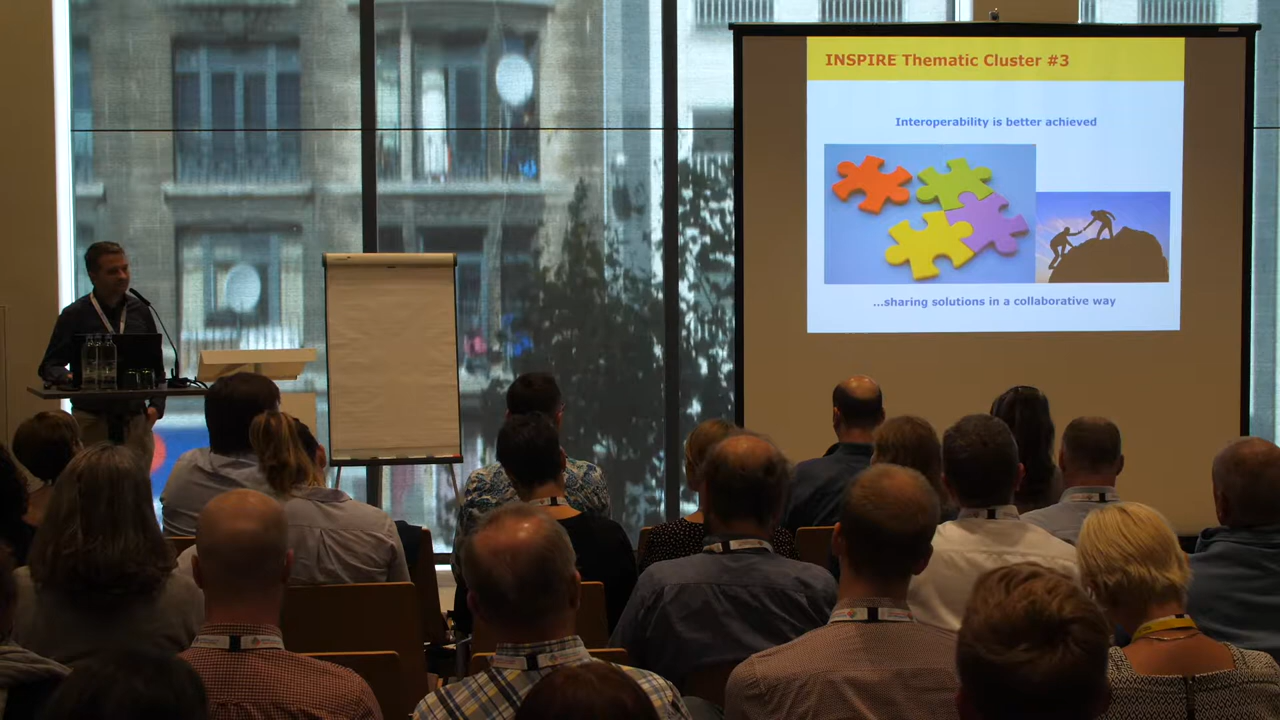 INSPIRE Thematic Cluster #3
Interoperability is better achieved
...sharing solutions in a collaborative way